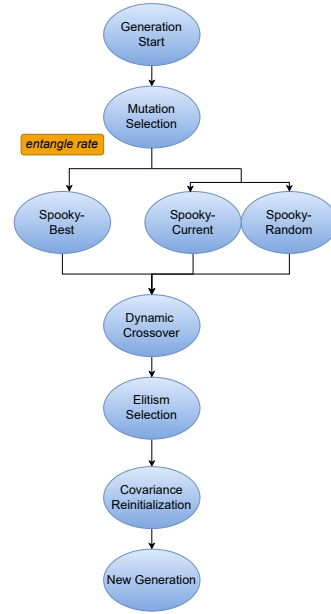 Generation
Start
Mutation
Selection
entangle rate
Spooky-
Best
Spooky-
Current
Spooky-
Random
Dynamic
Crossover
Elitism
Selection
Covariance
Reinitialization
New Generation